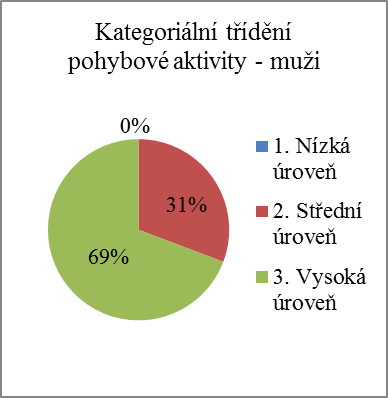 Kategoriální třídění
pohybové aktivity - muži
0%
31%
69%
1. Nízká
úroveň
2. Střední
úroveň
3. Vysoká
úroveň